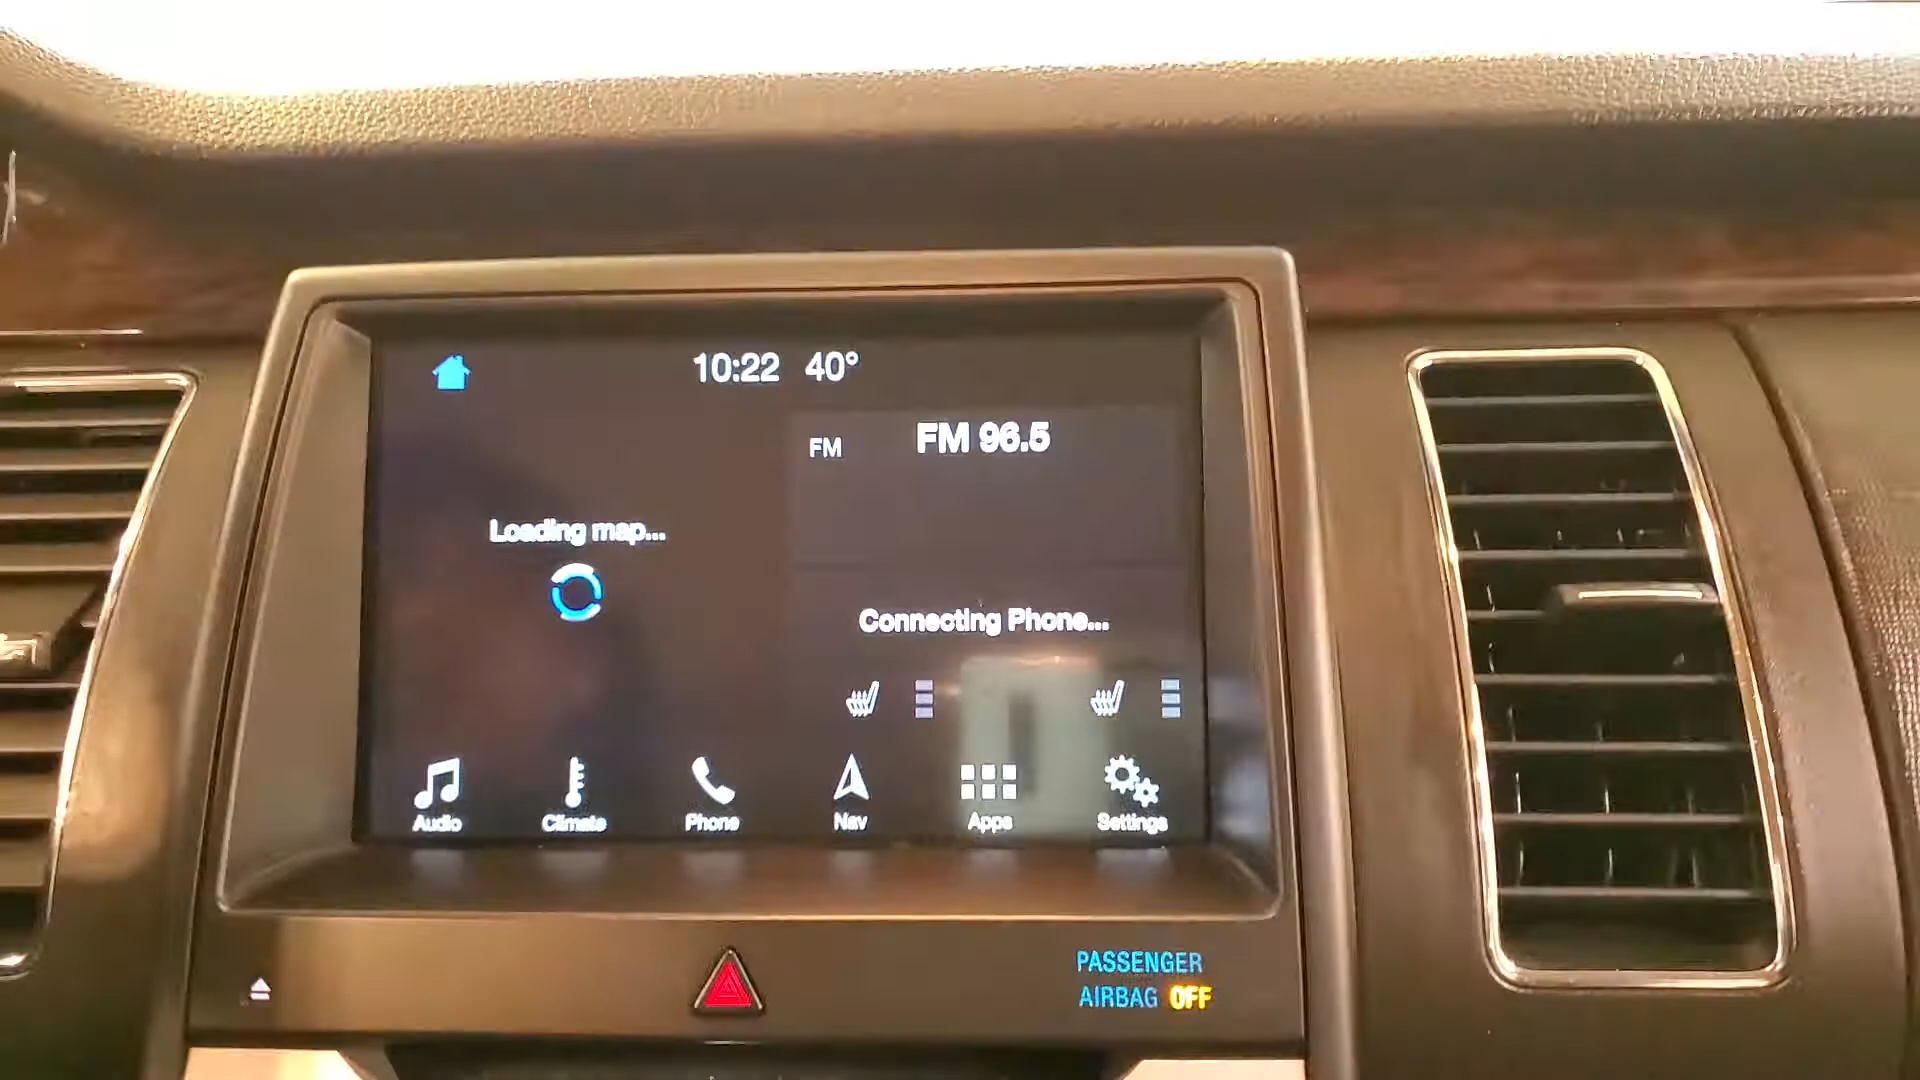 10:22 40°
FM FM 96.5
Loading map...
Connecting Phone...
Audio Climate Phone Nav Apps Settings
PASSENGER
AIRBAG OFF